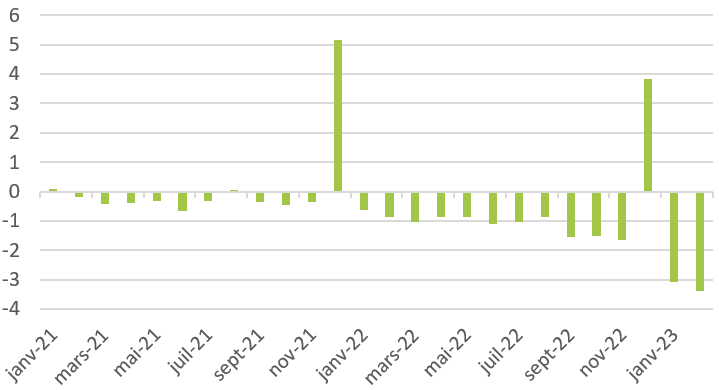 6
5
4
3
2
1
0
-1
-2
-3
-4
janv-21
mars-21
mai-21
juil-21
sept-21
nov-21
janv-22
mars-22
mai-22
juil-22
sept-22
nov-22
janv-23